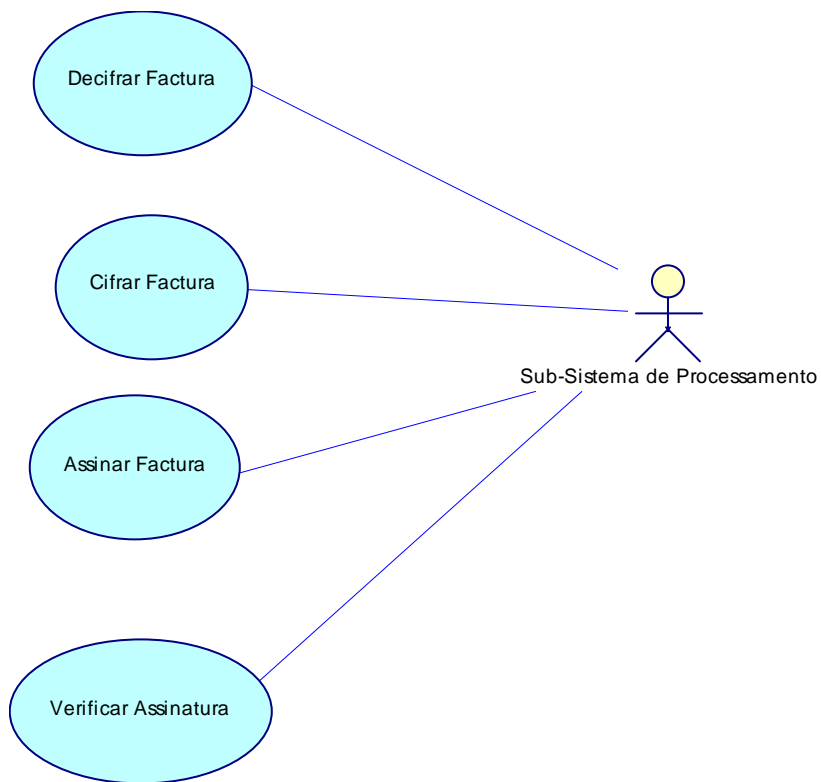 Decifrar Factura
Cifrar Factura
Sub-Sistema de Processamento
Assinar Factura
Verificar Assinatura